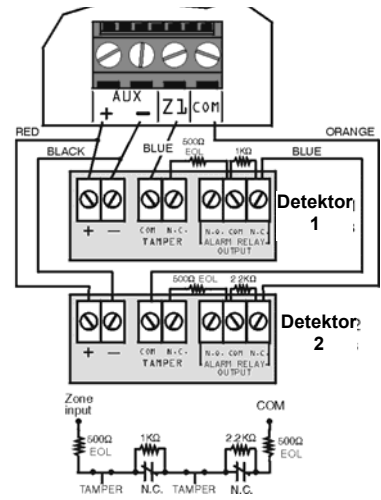 AUX
+ – Z1 COM
RED
ORANGE
BLACK
BLUE
500Ω
EOL
1KΩ
BLUE
Detektor
1
s
+ — COM N.C. N.O. COM N.C.
TAMPER
ALARM RELAY
OUTPUT
500Ω EOL
2.2KΩ
Detektor2
2
s
+ — COM N.C. N.O. COM N.C.
TAMPER
ALARM RELAY
OUTPUT
Zone
input
COM
500Ω
EOL
1KΩ
2.2KΩ
500Ω
EOL
TAMPER N.C. TAMPER N.C.